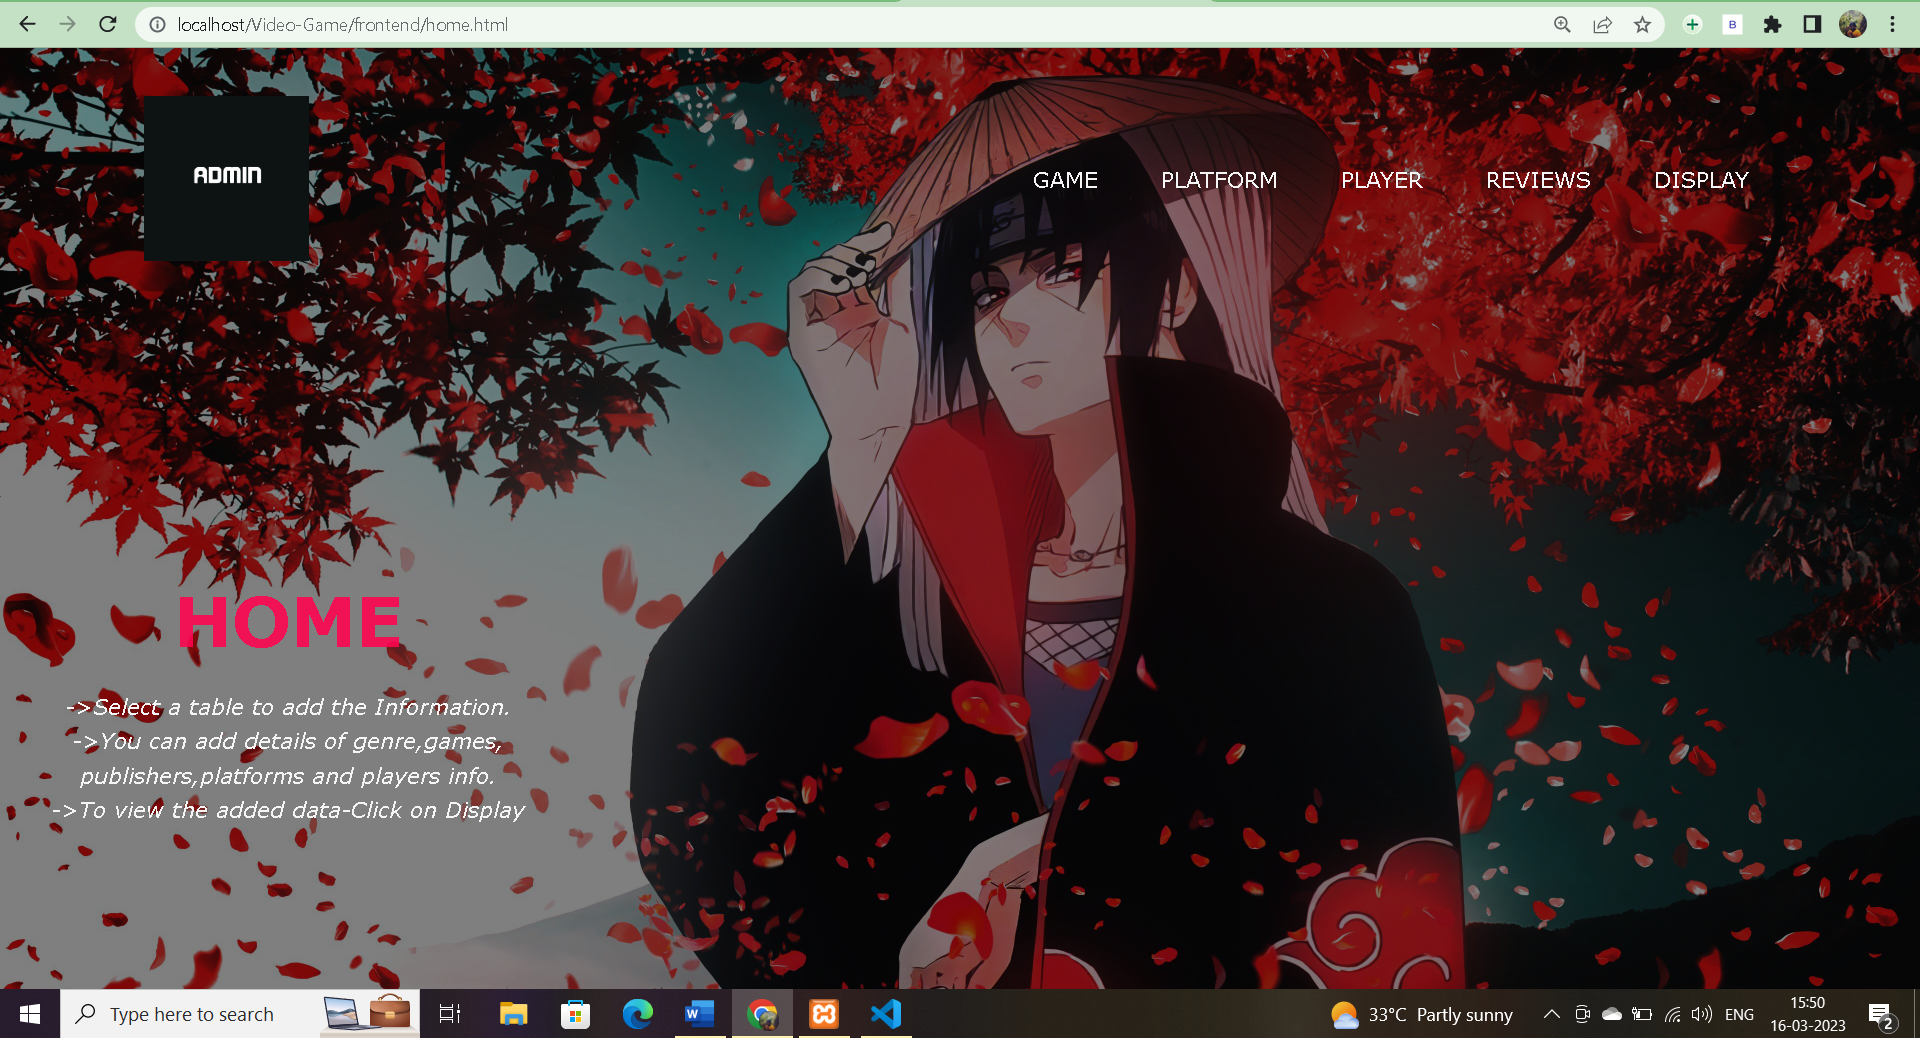 localhost/Video-Game/frontend/home.html
B
ADMIN
GAME PLATFORM PLAYER REVIEWS DISPLAY
HOME
->Select a table to add the Information.
->You can add details of genre,games,
publishers,platforms and players info.
->To view the added data-Click on Display
Type here to search
W
33°C Partly sunny
ENG
15:50
16-03-2023
2